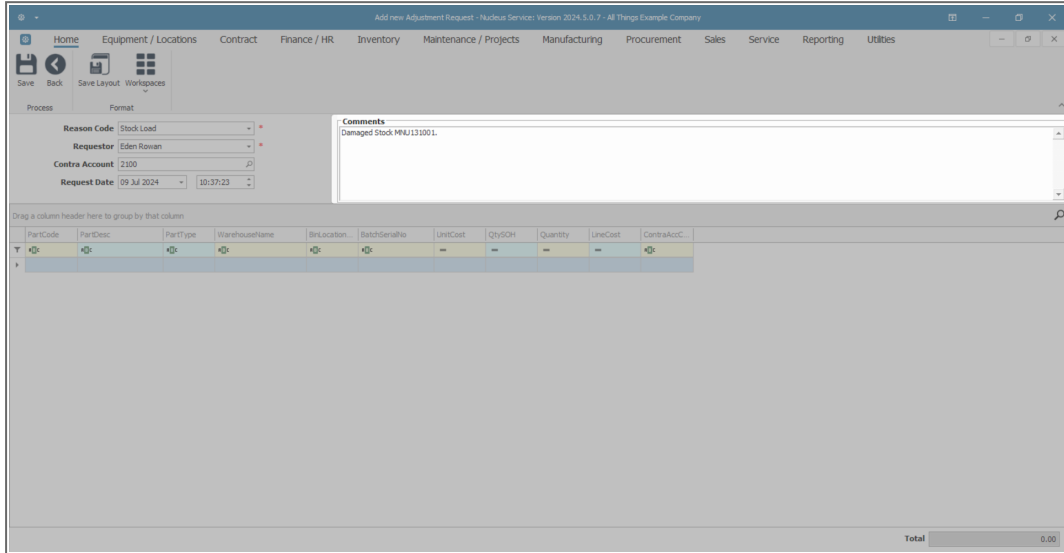 Add new Adjustment Request - Nucleus Service: Version 2024.5.0.7 - All Things Example Company
Home Equipment / Locations Contract Finance / HR Inventory Maintenance / Projects Manufacturing Procurement Sales Service Reporting Utilities
Save Back Save Layout Workspaces
Process Format
Reason Code Stock Load *
Requestor Eden Rowan *
Contra Account 2100
Request Date 09 Jul 2024 10:37:23
Comments
Damaged Stock MNU131001.
Drag a column header here to group by that column
PartCode PartDesc PartType WarehouseName BinLocation... BatchSerialNo UnitCost QtySOH Quantity LineCost ContraAccC...
Total 0.00